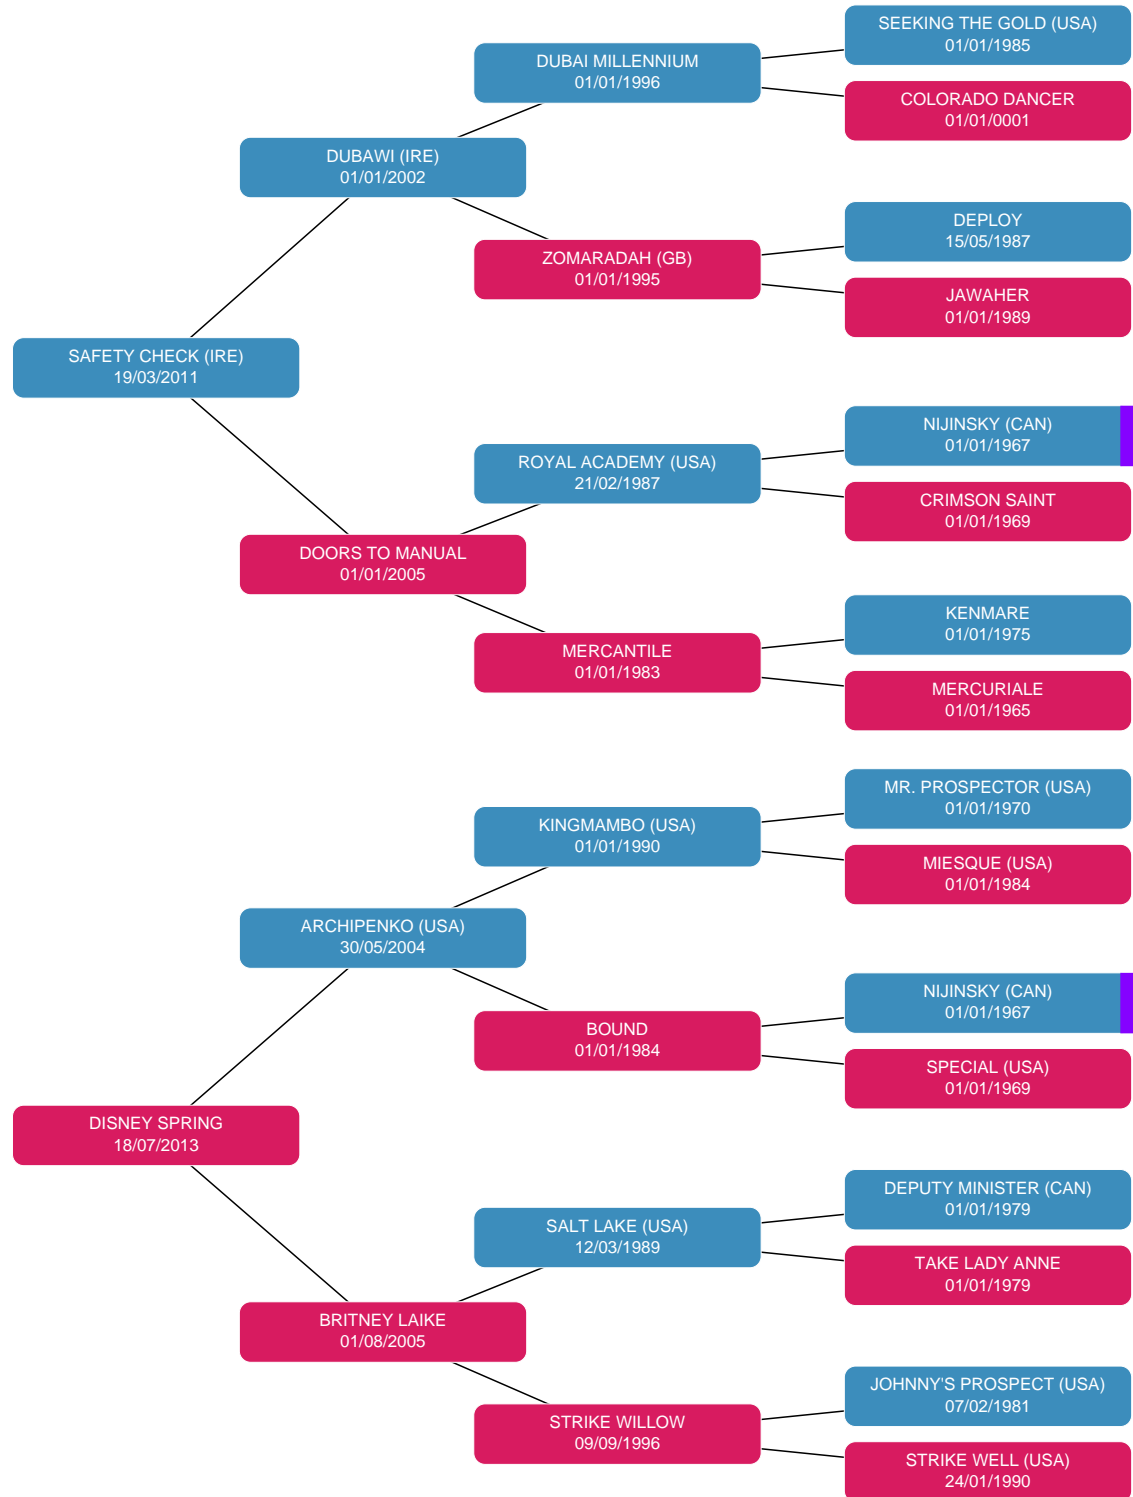 SEEKING THE GOLD (USA)
01/01/1985
DUBAI MILLENNIUM
01/01/1996
COLORADO DANCER
01/01/0001
DUBAWI (IRE)
01/01/2002
DEPLOY
15/05/1987
ZOMARADAH (GB)
01/01/1995
JAWAHER
01/01/1989
SAFETY CHECK (IRE)
19/03/2011
NIJINSKY (CAN)
01/01/1967
ROYAL ACADEMY (USA)
21/02/1987
CRIMSON SAINT
01/01/1969
DOORS TO MANUAL
01/01/2005
KENMARE
01/01/1975
MERCANTILE
01/01/1983
MERCURIALE
01/01/1965
MR. PROSPECTOR (USA)
01/01/1970
KINGMAMBO (USA)
01/01/1990
MIESQUE (USA)
01/01/1984
ARCHIPENKO (USA)
30/05/2004
NIJINSKY (CAN)
01/01/1967
BOUND
01/01/1984
SPECIAL (USA)
01/01/1969
DISNEY SPRING
18/07/2013
DEPUTY MINISTER (CAN)
01/01/1979
SALT LAKE (USA)
12/03/1989
TAKE LADY ANNE
01/01/1979
BRITNEY LAIKE
01/08/2005
JOHNNY'S PROSPECT (USA)
07/02/1981
STRIKE WILLOW
09/09/1996
STRIKE WELL (USA)
24/01/1990